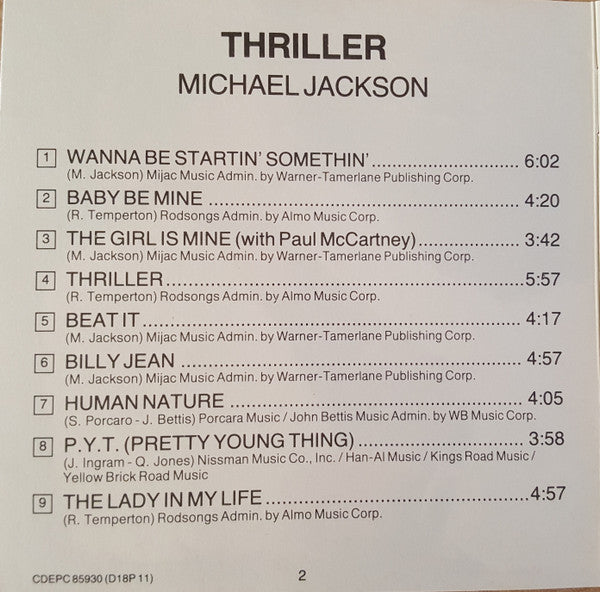 THRILLER
MICHAEL JACKSON
1 WANNA BE STARTIN' SOMETHIN'........................ 6:02
(M. Jackson) Mijac Music Admin. by Warner-Tamerlane Publishing Corp.
2 BABY BE MINE ................................................ 4:20
(R. Temperton) Rodsongs Admin. by Almo Music Corp.
3 THE GIRL IS MINE (with Paul McCartney)................ 3:42
(M. Jackson) Mijac Music Admin. by Warner-Tamerlane Publishing Corp.
4 THRILLER....................................................... 5:57
(R. Temperton) Rodsongs Admin. by Almo Music Corp.
5 BEAT IT.......................................................... 4:17
(M. Jackson) Mijac Music Admin. by Warner-Tamerlane Publishing Corp.
6 BILLY JEAN .................................................... 4:57
(M. Jackson) Mijac Music Admin. by Warner-Tamerlane Publishing Corp.
7 HUMAN NATURE ............................................. 4:05
(S. Porcaro - J. Bettis) Porcara Music / John Bettis Music Admin. by WB Music Corp.
8 P.Y.T. (PRETTY YOUNG THING)......................... 3:58
(J. Ingram - Q. Jones) Nissman Music Co., Inc. / Han-Al Music / Kings Road Music /
Yellow Brick Road Music
9 THE LADY IN MY LIFE........................................ 4:57
(R. Temperton) Rodsongs Admin. by Almo Music Corp.
CDEPC 85930 (D18P 11) 2